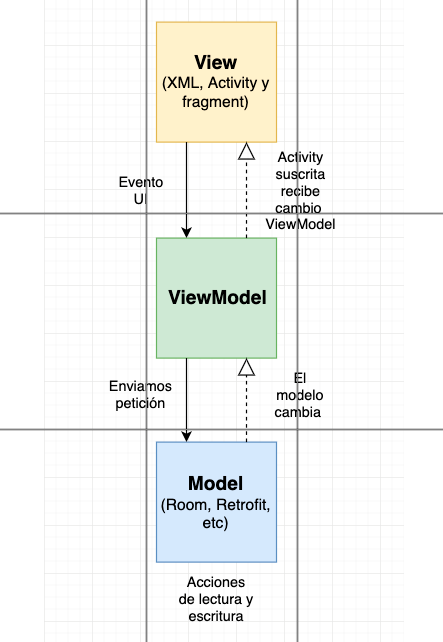 View
(XML, Activity y
fragment)
Evento
UI
Activity
suscrita
recibe
cambio
ViewModel
ViewModel
Enviamos
petición
El
modelo
cambia
Model
(Room, Retrofit,
etc)
Acciones
de lectura y
escritura